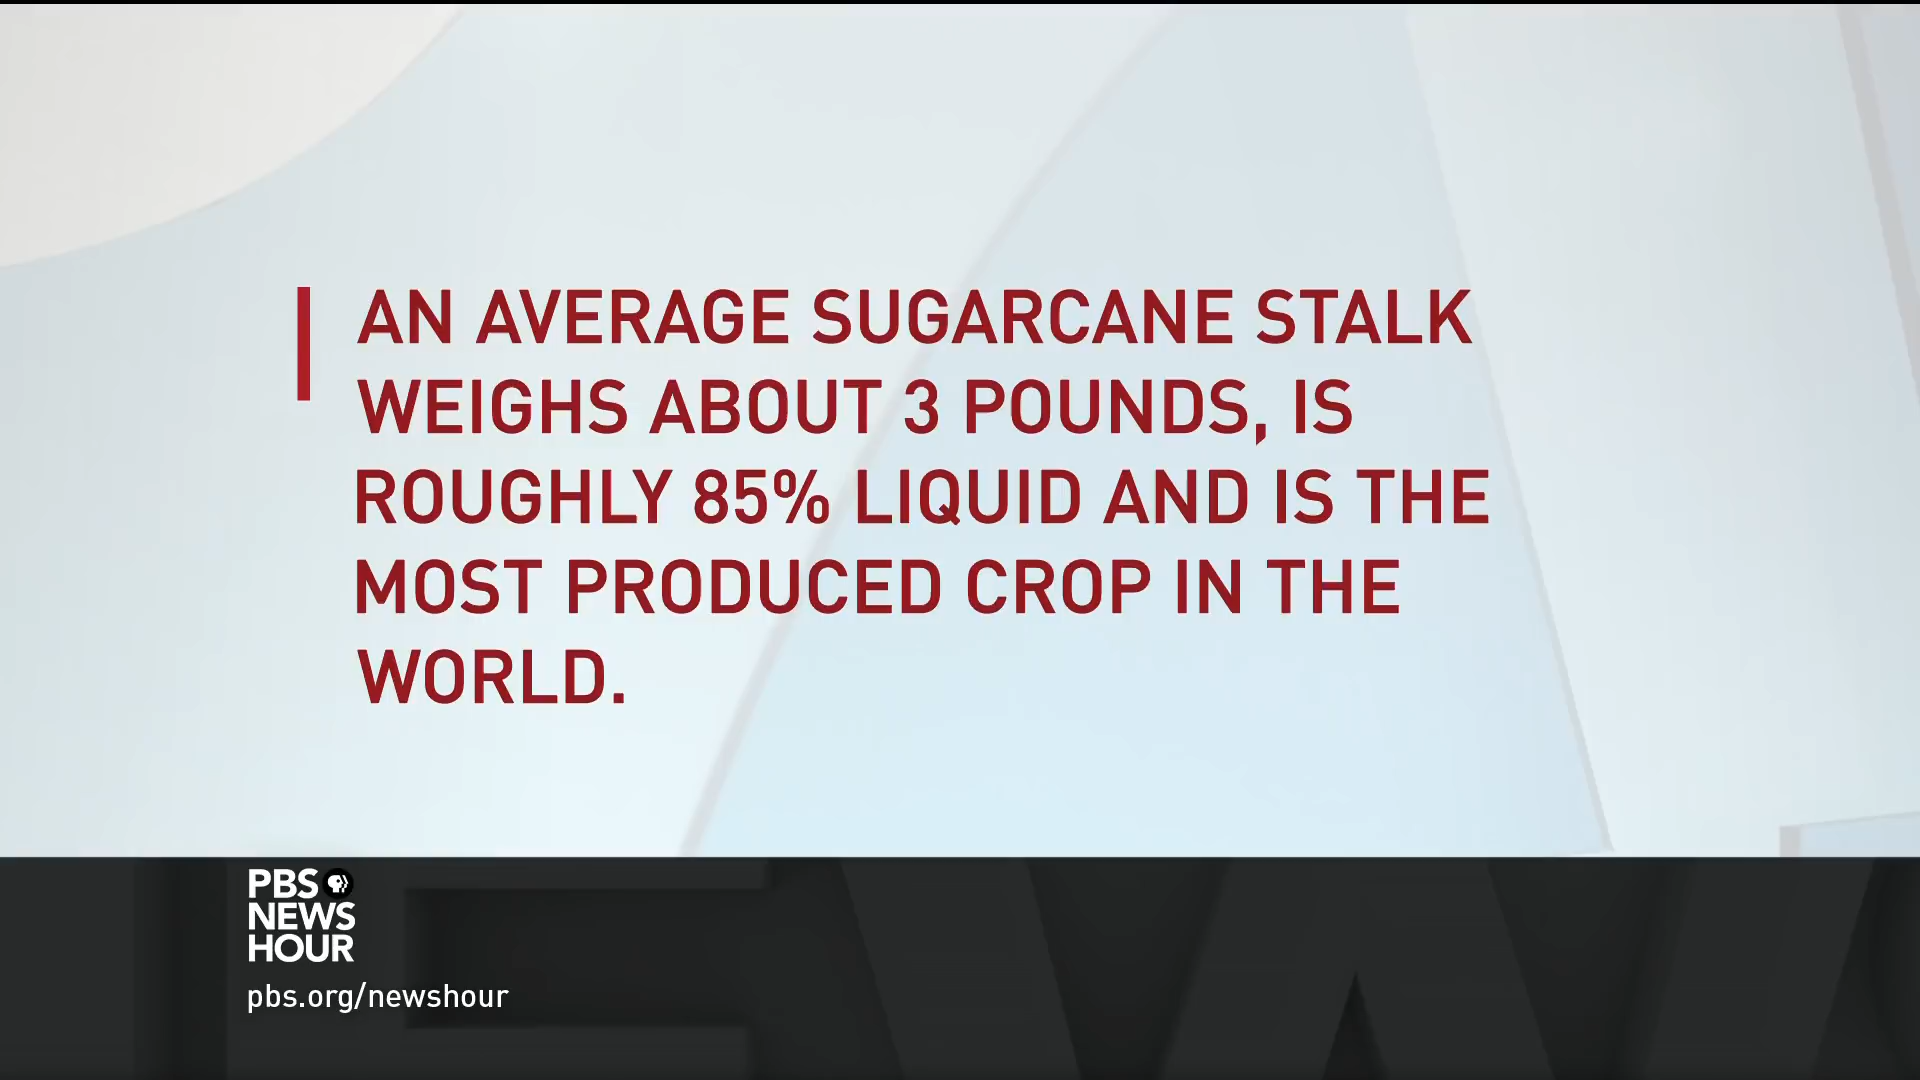 AN AVERAGE SUGARCANE STALK
WEIGHS ABOUT 3 POUNDS, IS
ROUGHLY 85% LIQUID AND IS THE
MOST PRODUCED CROP IN THE
WORLD.
PBS
NEWS
HOUR
pbs.org/newshour